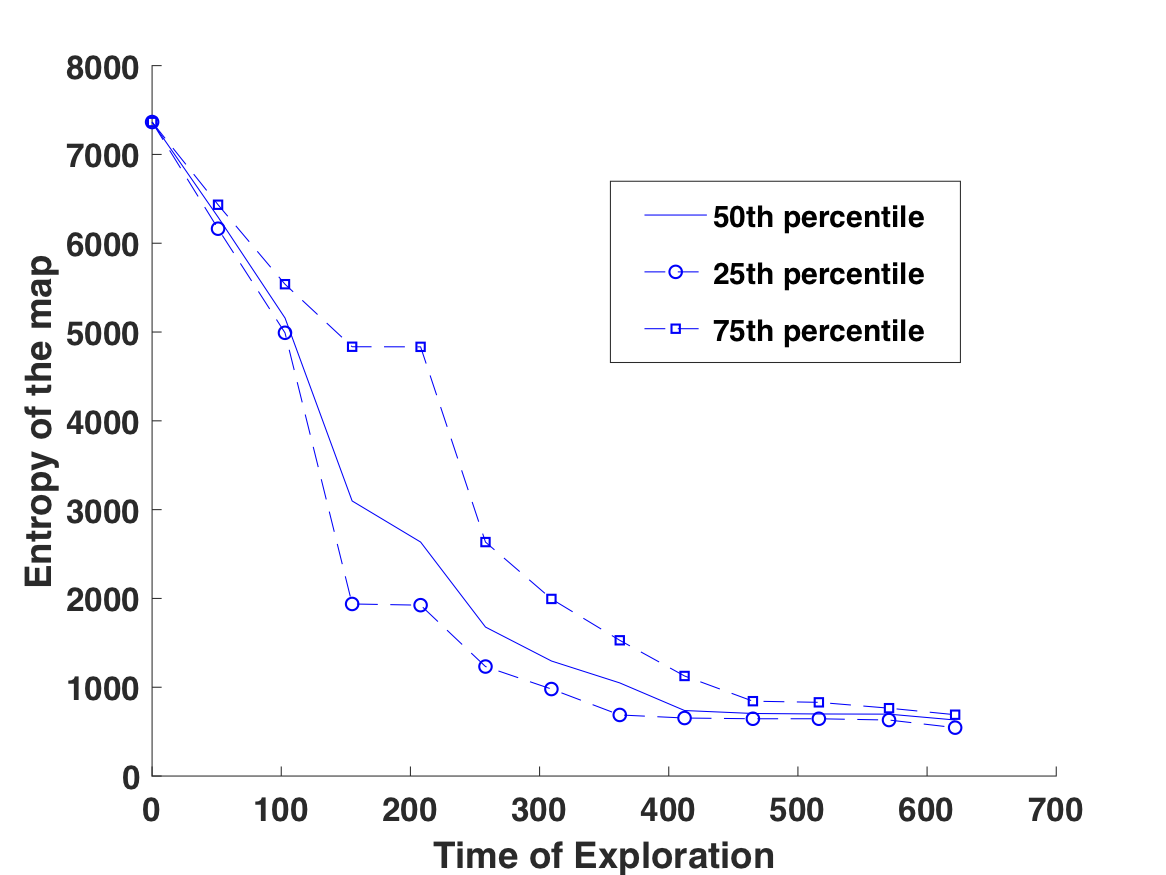 8000
7000
6000
5000
4000
3000
2000
1000
0
Entropy of the map
50th percentile
25th percentile
75th percentile
0 100 200 300 400 500 600 700
Time of Exploration